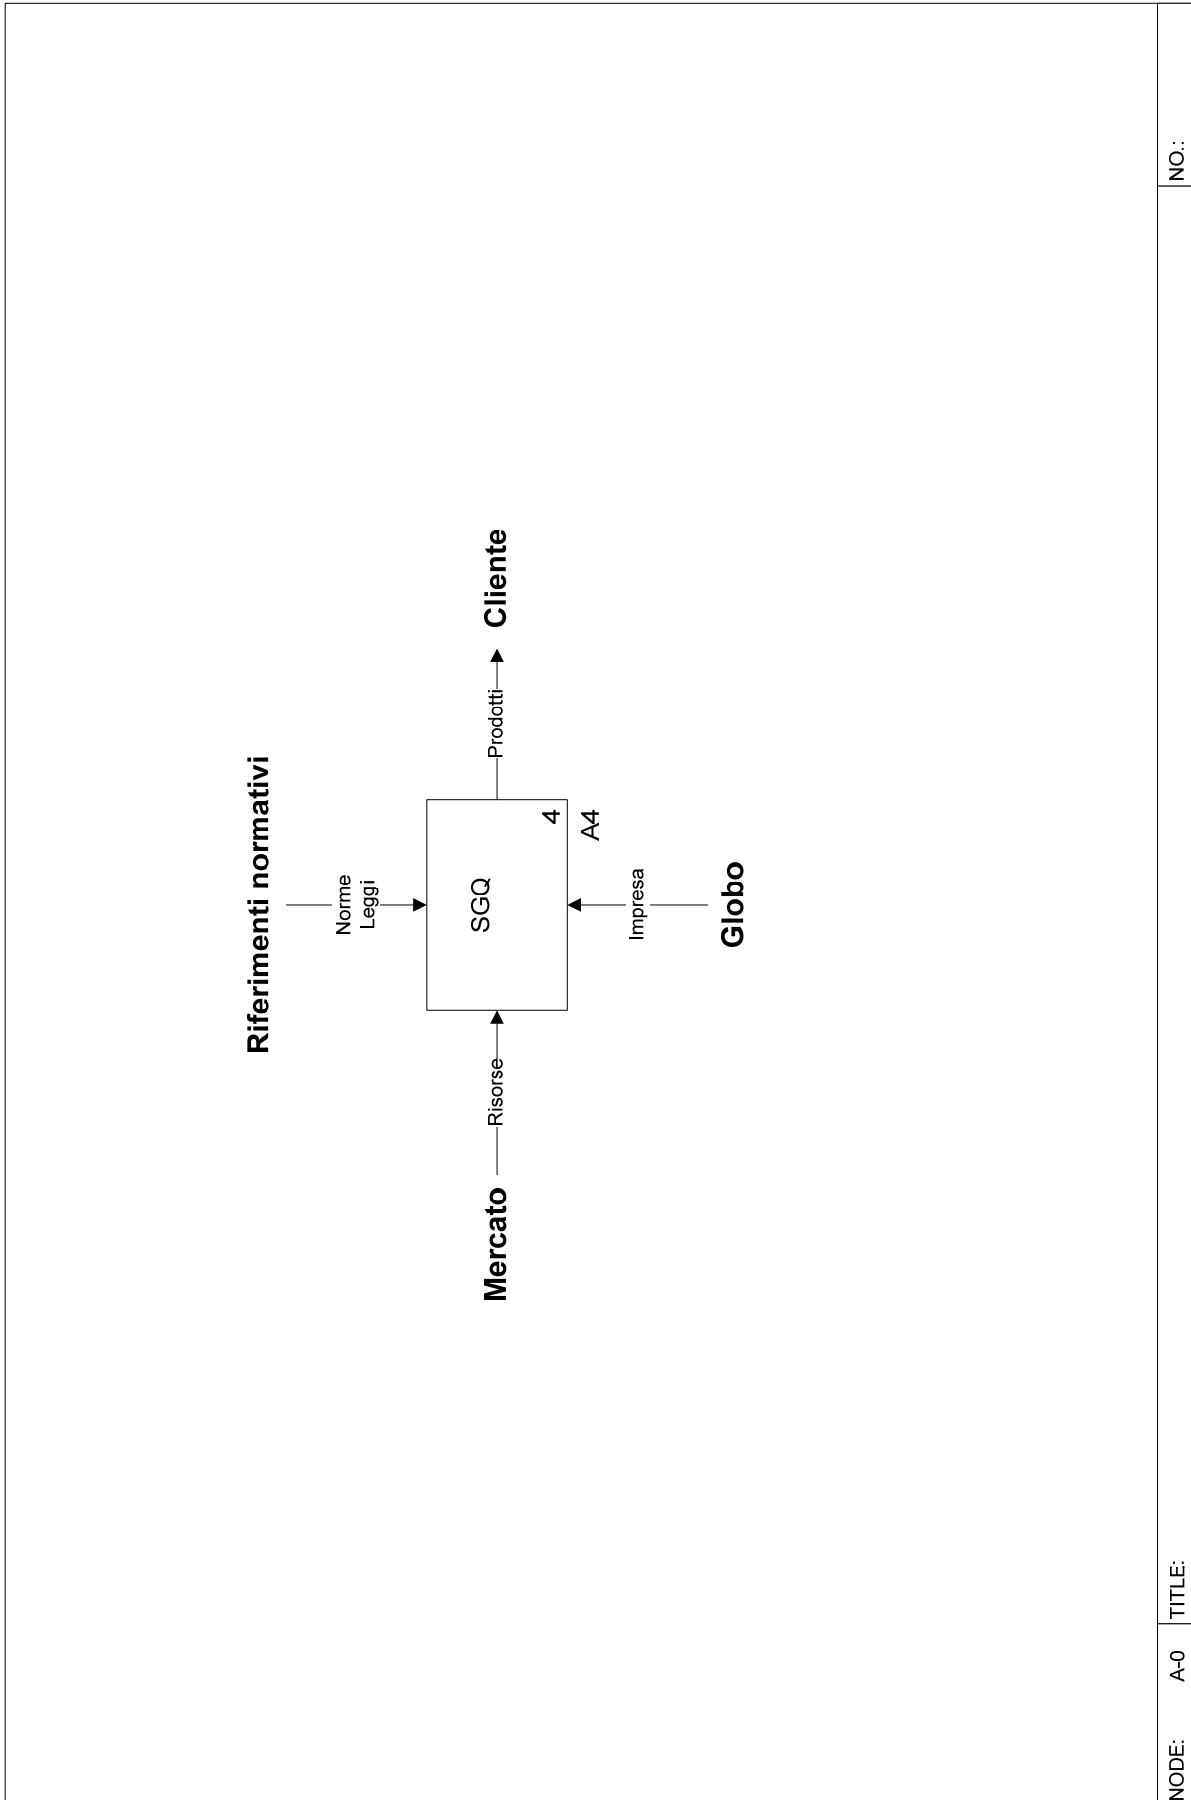 Riferimenti normativi
Norme
Leggi
Mercato
Risorse
SGQ
Prodotti
Cliente
4
A4
Impresa
Globo
NODE:
A-0
TITLE:
NO.: